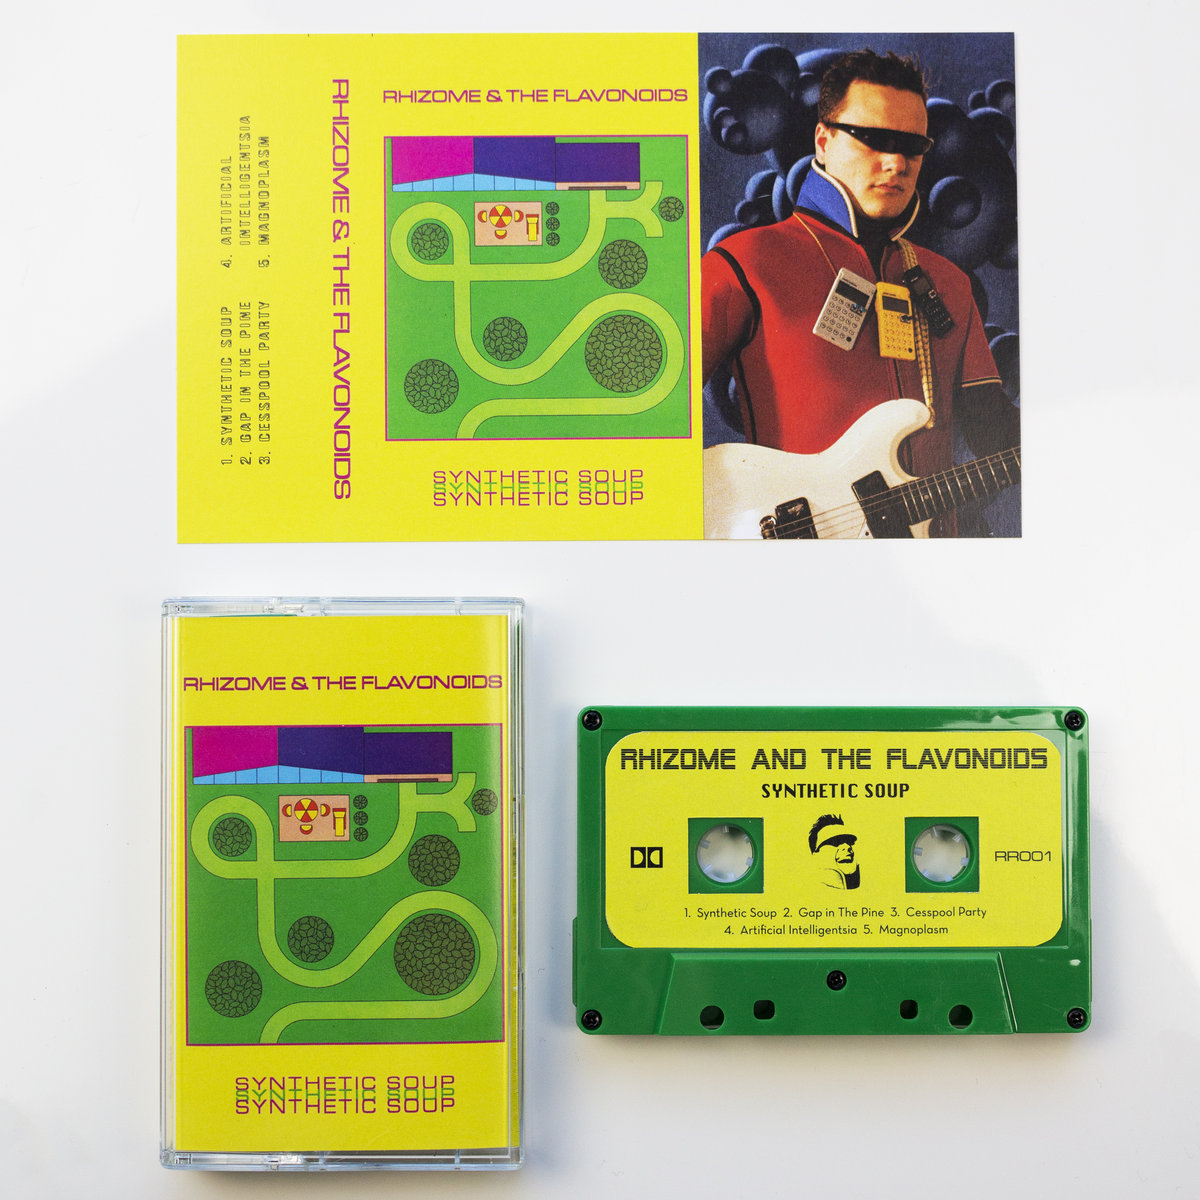 1. SYNTHETIC SOUP
2. GAP IN THE PINE
3. CESSPOOL PARTY
4. ARTIFICIAL
INTELLIGENTSIA
5. MAGNOPLASM
RHIZOME & THE FLAVONOIDS
RHIZOME & THE FLAVONOIDS
SYNTHETIC SOUP
SYNTHETIC SOUP
SYNTHETIC SOUP
RHIZOME & THE FLAVONOIDS
SYNTHETIC SOUP
SYNTHETIC SOUP
SYNTHETIC SOUP
RHIZOME AND THE FLAVONOIDS
SYNTHETIC SOUP
RR001
1. Synthetic Soup 2. Gap in The Pine 3. Cesspool Party
4. Artificial Intelligentsia 5. Magnoplasm